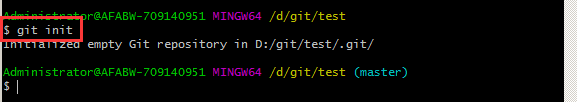 Administrator@AFABW-709140951 MINGW64 /d/git/test
$ git init
Initialized empty Git repository in D:/git/test/.git/
Administrator@AFABW-709140951 MINGW64 /d/git/test (master)
$